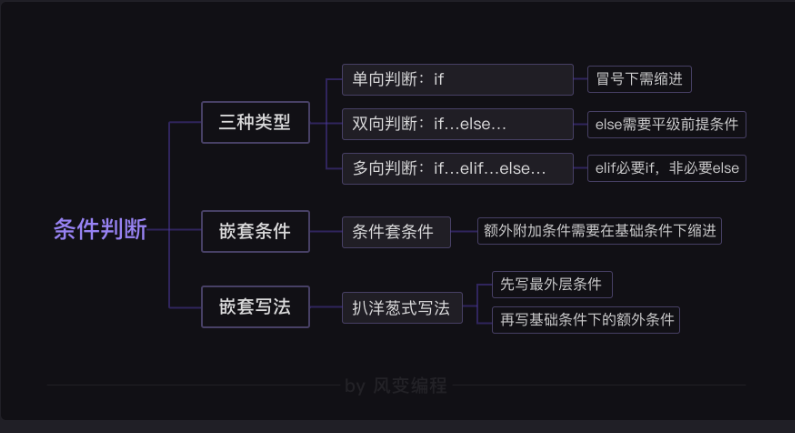 条件判断
三种类型
单向判断：if
冒号下需缩进
双向判断：if...else...
else需要平级前提条件
多向判断：if...elif...else...
elif必要if，非必要else
嵌套条件
条件套条件
额外附加条件需要在基础条件下缩进
嵌套写法
扒洋葱式写法
先写最外层条件
再写基础条件下的额外条件
by 风变编程